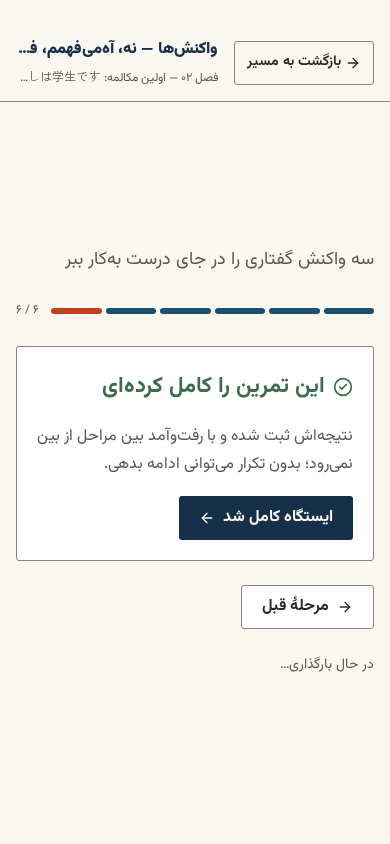 بازگشت به مسیر
واکنش‌ها — نه، آه‌می‌فهمم، ف...
فصل ۰۲ — اولین مکالمه: しは学生です...
سه واکنش گفتاری را در جای درست به‌کار ببر
۶ / ۶
این تمرین را کامل کرده‌ای
نتیجه‌اش ثبت شده و با رفت‌وآمد بین مراحل از بین
نمی‌رود؛ بدون تکرار می‌توانی ادامه بدهی.
ایستگاه کامل شد
مرحلهٔ قبل
در حال بارگذاری...